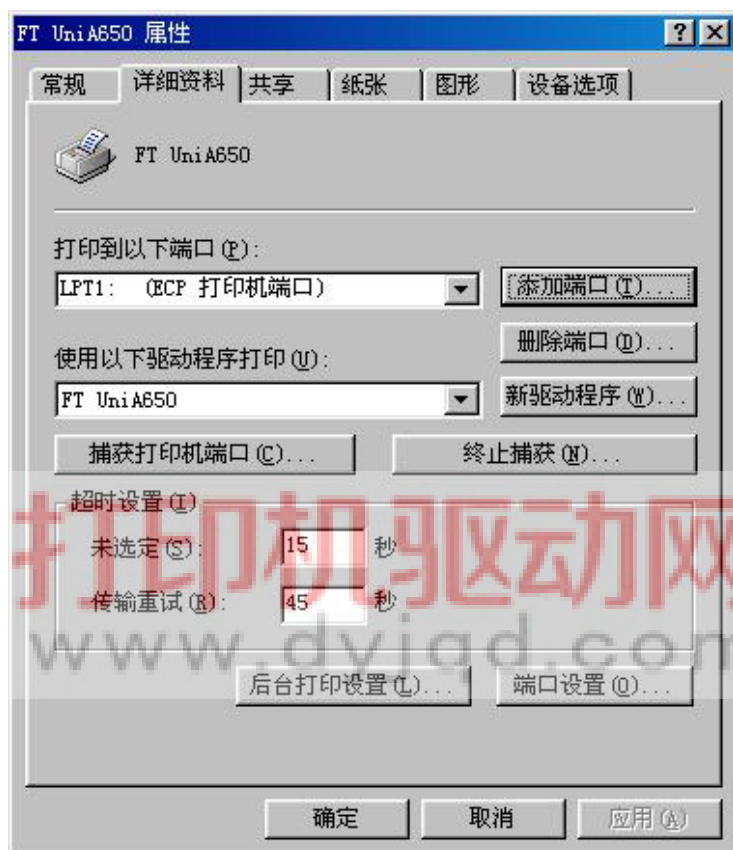 FT UniA650 属性
常规 详细资料 共享 纸张 图形 设备选项
FT UniA650
打印到以下端口(P):
LPT1: (ECP 打印机端口)
添加端口(T)...
删除端口(D)...
使用以下驱动程序打印(U):
FT UniA650
新驱动程序(W)...
捕获打印机端口(C)... 终止捕获(N)...
超时设置(I)
未选定(S): 15 秒
传输重试(R): 45 秒
打印机驱动网
www.dyjqd.com
后台打印设置(L)... 端口设置(O)...
确定 取消 应用(A)